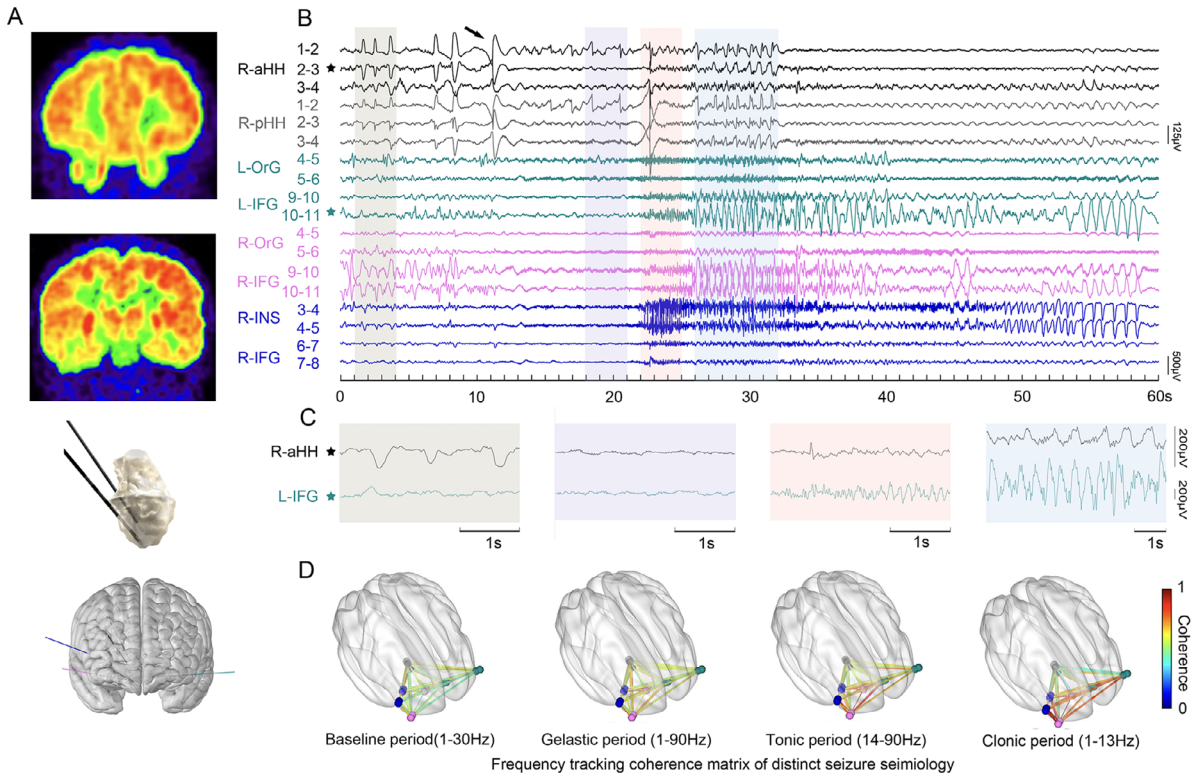 A
B
1-2
R-aHH
2-3
3-4
1-2
R-pHH
2-3
3-4
L-OrG
4-5
5-6
L-IFG
9-10
10-11
R-OrG
4-5
5-6
R-IFG
9-10
10-11
R-INS
3-4
4-5
R-IFG
6-7
7-8
125μV
500μV
0 10 20 30 40 50 60s
C
R-aHH
L-IFG
200μV
200μV
1s 1s 1s 1s
D
1
Coherence
0
Baseline period(1-30Hz) Gelastic period (1-90Hz) Tonic period (14-90Hz) Clonic period (1-13Hz)
Frequency tracking coherence matrix of distinct seizure seimiology